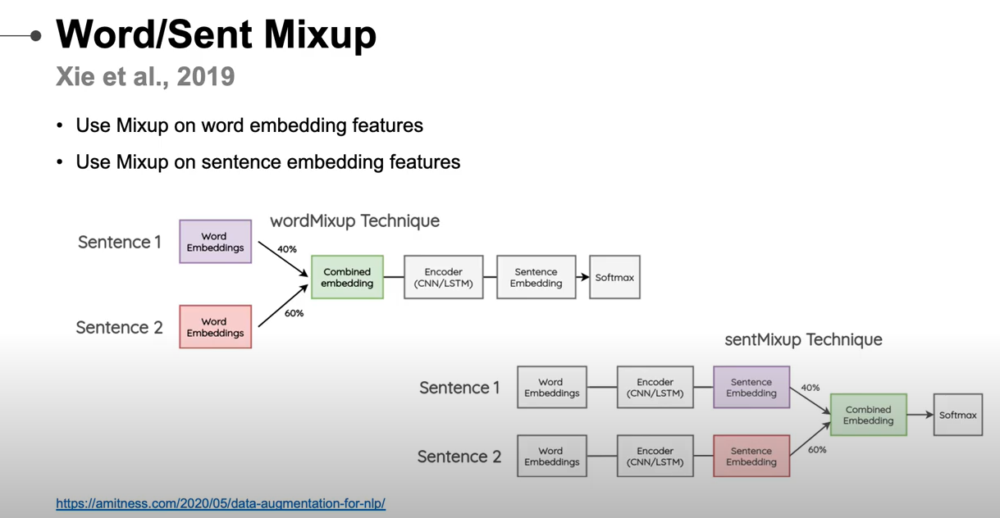 Word/Sent Mixup
Xie et al., 2019
• Use Mixup on word embedding features
• Use Mixup on sentence embedding features
wordMixup Technique
Sentence 1
Word
Embeddings
40%
Combined
embedding
Encoder
(CNN/LSTM)
Sentence
Embedding
Softmax
60%
Sentence 2
Word
Embeddings
sentMixup Technique
Sentence 1
Word
Embeddings
Encoder
(CNN/LSTM)
Sentence
Embedding
40%
Combined
Embedding
Softmax
Sentence 2
Word
Embeddings
Encoder
(CNN/LSTM)
Sentence
Embedding
60%
https://amitness.com/2020/05/data-augmentation-for-nlp/